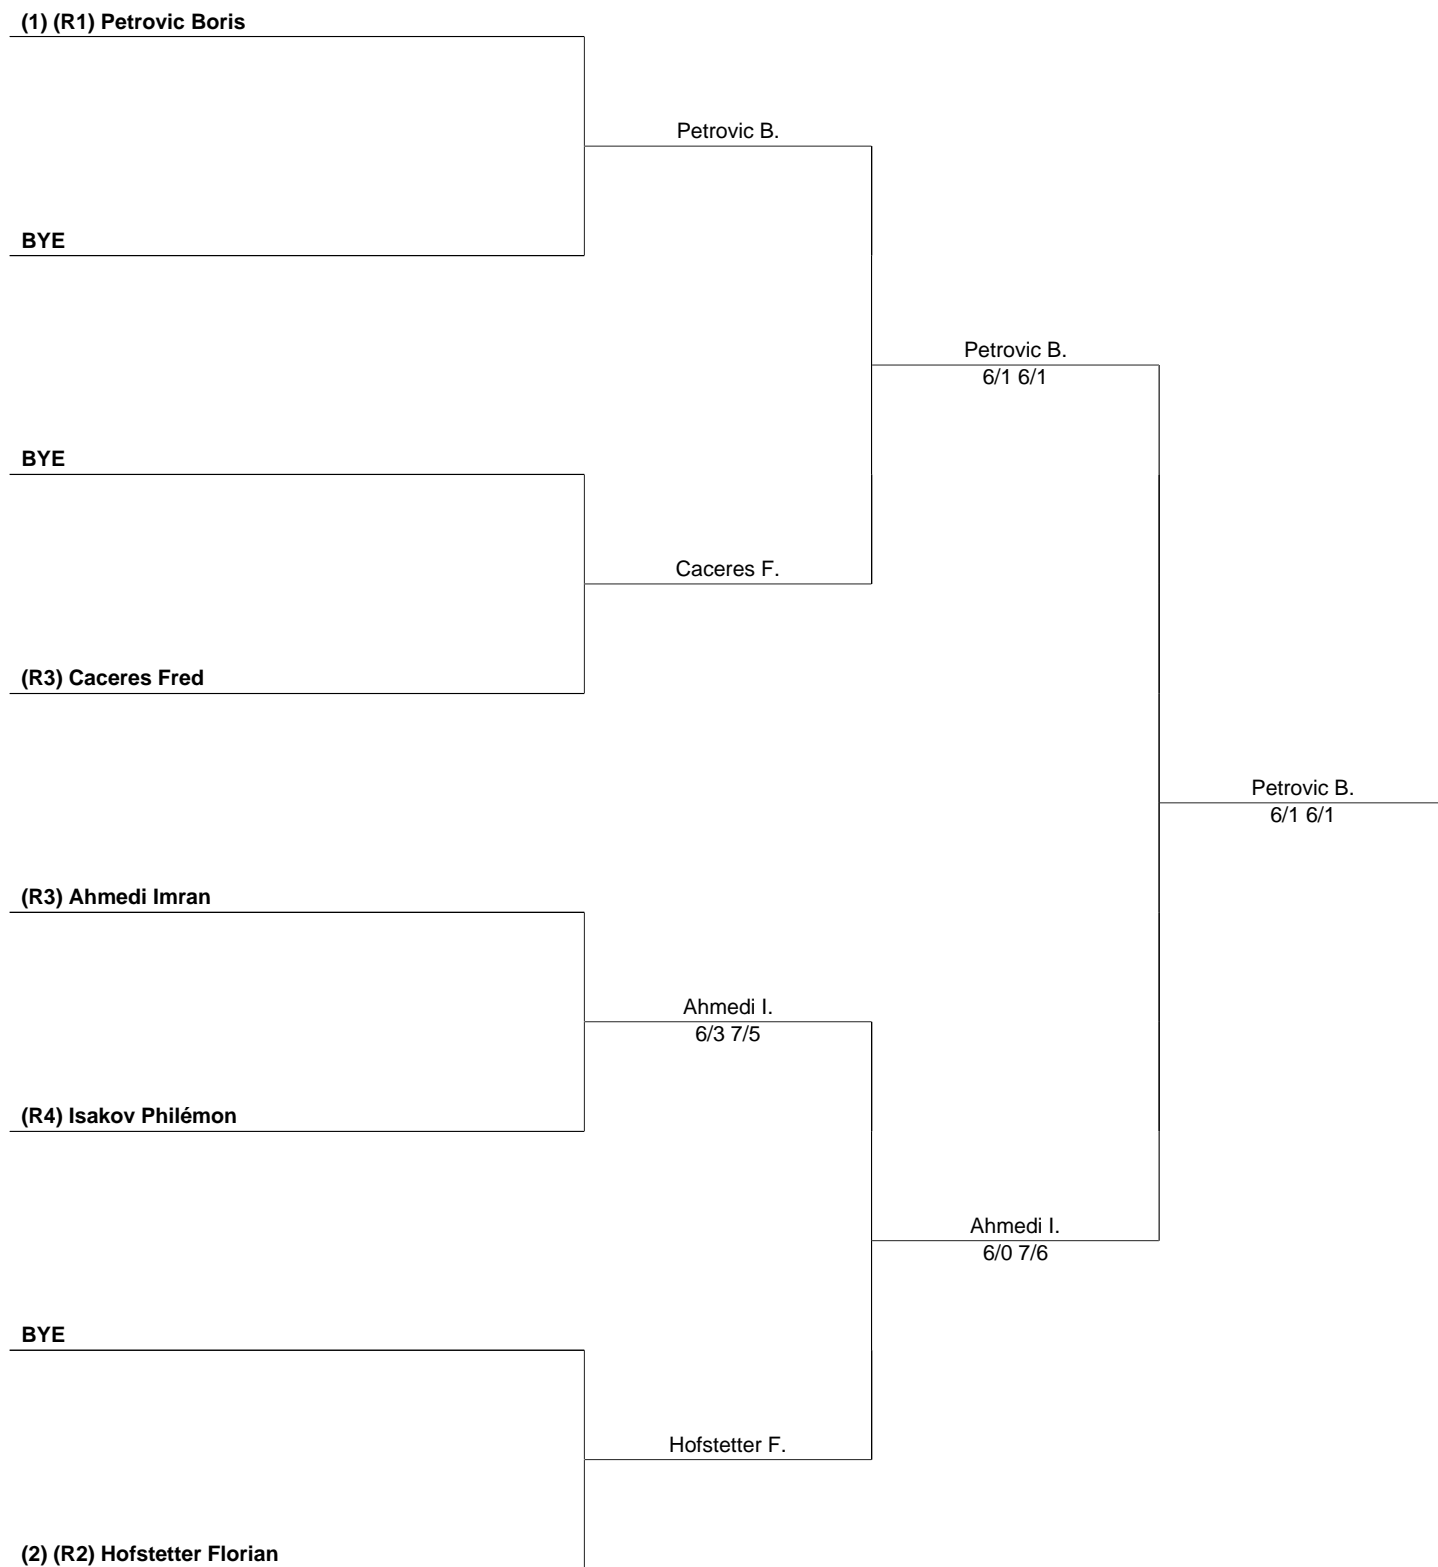 (1) (R1) Petrovic Boris
Petrovic B.
BYE
Petrovic B.
6/1 6/1
BYE
Caceres F.
(R3) Caceres Fred
Petrovic B.
6/1 6/1
(R3) Ahmedi Imran
Ahmedi I.
6/3 7/5
(R4) Isakov Philémon
Ahmedi I.
6/0 7/6
BYE
Hofstetter F.
(2) (R2) Hofstetter Florian